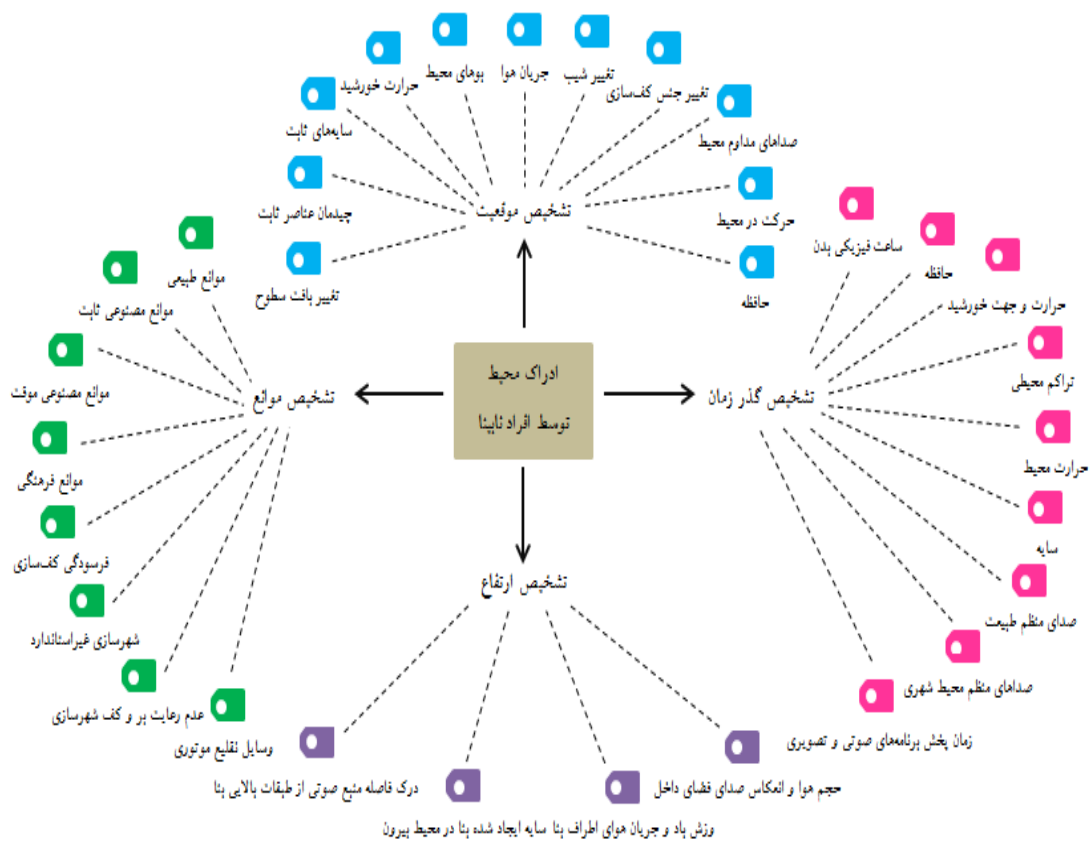 بوهای محیط
جریان هوا
تغییر شیب
حرارت خورشید
تغییر جنس کف‌سازی
سایه‌های ثابت
صداهای مداوم محیط
چیدمان عناصر ثابت
تشخیص موقعیت
حرکت در محیط
تغییر بافت سطوح
حافظه
ساعت فیزیکی بدن
حافظه
حرارت و جهت خورشید
تراکم محیطی
تشخیص گذر زمان
حرارت محیط
سایه
صدای منظم طبیعت
صداهای منظم محیط شهری
زمان پخش برنامه‌های صوتی و تصویری
ادراک محیط
توسط افراد نابینا
موانع طبیعی
موانع مصنوعی ثابت
موانع مصنوعی موقت
تشخیص موانع
موانع فرهنگی
فرسودگی کف‌سازی
شهرسازی غیراستاندارد
عدم رعایت بر و کف شهرسازی
وسایل نقلیع موتوری
تشخیص ارتفاع
حجم هوا و انعکاس صدای فضای داخل
درک فاصله منبع صوتی از طبقات بالایی بنا
وزش باد و جریان هوای اطراف بنا
سایه ایجاد شده بنا در محیط بیرون